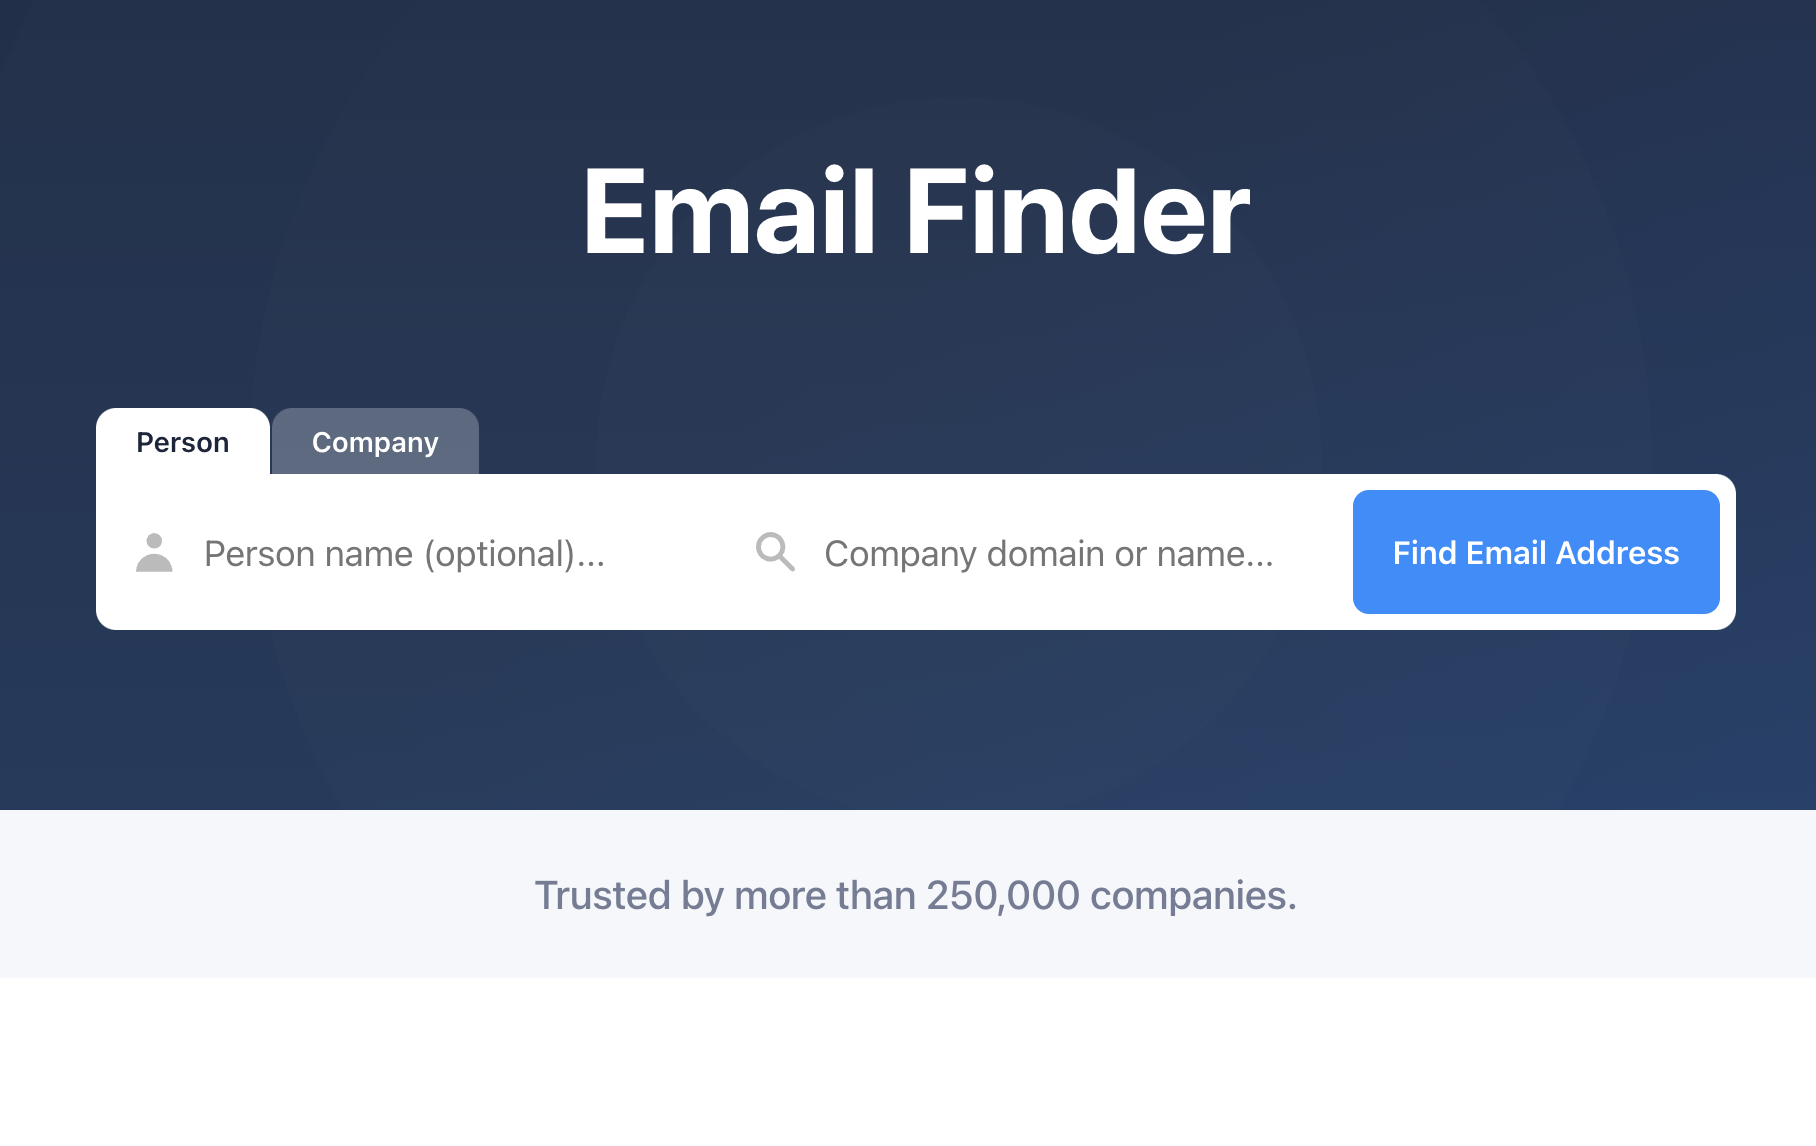 Email Finder
Person
Company
Person name (optional)...
Company domain or name...
Find Email Address
Trusted by more than 250,000 companies.